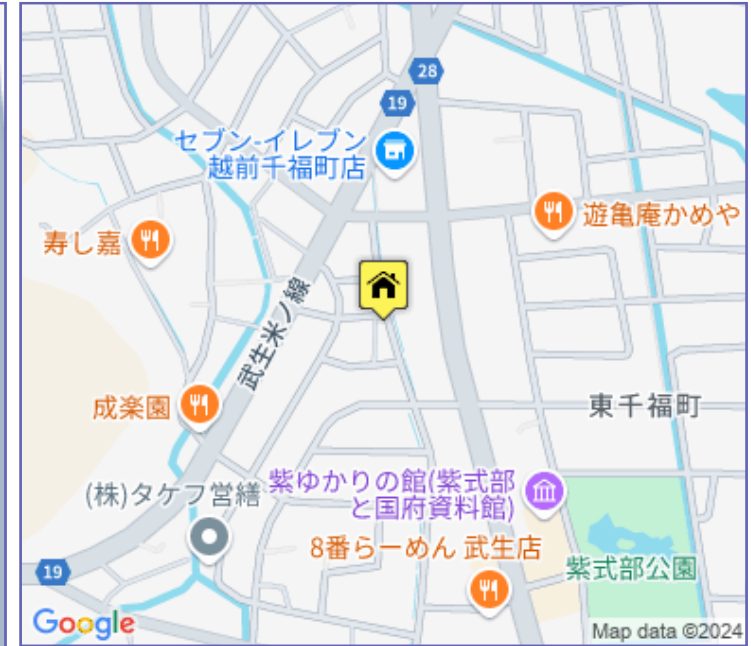 28
19
セブン-イレブン
越前千福町店
遊亀庵かめや
寿し嘉
武生米ノ線
成楽園
東千福町
(株)タケフ営繕
紫ゆかりの館(紫式部
と国府資料館)
8番らーめん 武生店
紫式部公園
19
Google
Map data ©2024